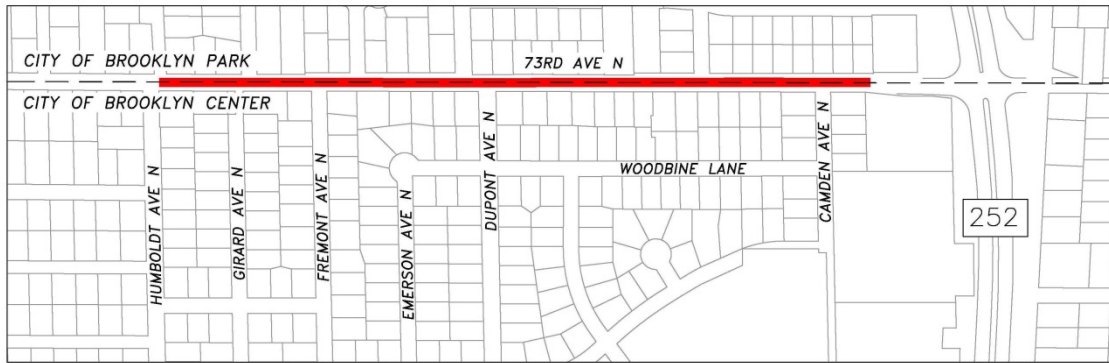 CITY OF BROOKLYN PARK
73RD AVE N
CITY OF BROOKLYN CENTER
HUMBOLDT AVE N
GIRARD AVE N
FREMONT AVE N
EMERSON AVE N
DUPONT AVE N
WOODBINE LANE
CAMDEN AVE N
252